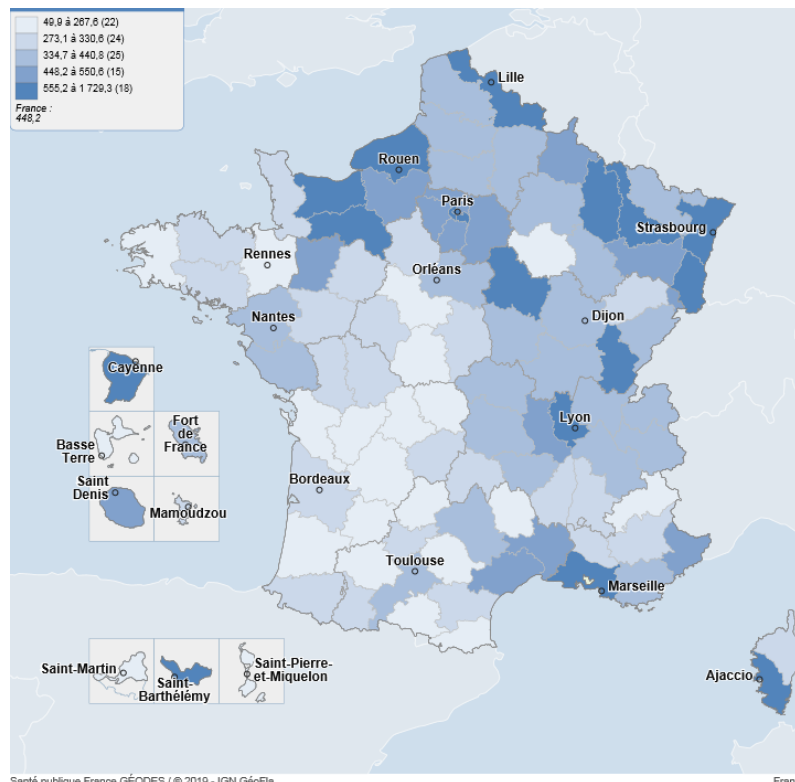 49,9 à 267,6 (22)
273,1 à 330,6 (24)
334,7 à 440,8 (25)
448,2 à 550,6 (15)
555,2 à 1 729,3 (18)
France :
448,2
Lille
Rouen
Paris
Strasbourg
Rennes
Orléans
Nantes
Dijon
Cayenne
Fort
de
France
Basse
Terre
Lyon
Saint
Denis
Bordeaux
Mamoudzou
Toulouse
Marseille
Saint-Martin
Saint-
Barthélémy
Saint-Pierre-
et-Miquelon
Ajaccio
Santé publique France GÉODES / © 2019 - IGN GéoFla
Fran